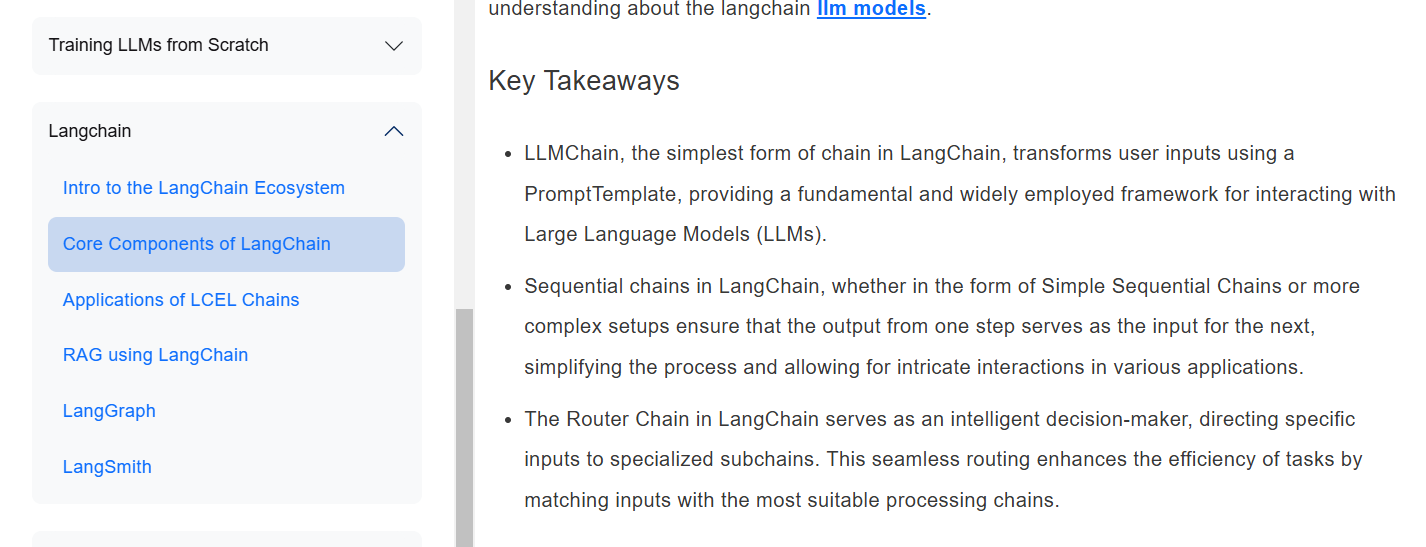 Training LLMs from Scratch
Langchain
Intro to the LangChain Ecosystem
Core Components of LangChain
Applications of LCEL Chains
RAG using LangChain
LangGraph
LangSmith
understanding about the langchain llm models.
Key Takeaways
• LLMChain, the simplest form of chain in LangChain, transforms user inputs using a
PromptTemplate, providing a fundamental and widely employed framework for interacting with
Large Language Models (LLMs).
• Sequential chains in LangChain, whether in the form of Simple Sequential Chains or more
complex setups ensure that the output from one step serves as the input for the next,
simplifying the process and allowing for intricate interactions in various applications.
• The Router Chain in LangChain serves as an intelligent decision-maker, directing specific
inputs to specialized subchains. This seamless routing enhances the efficiency of tasks by
matching inputs with the most suitable processing chains.